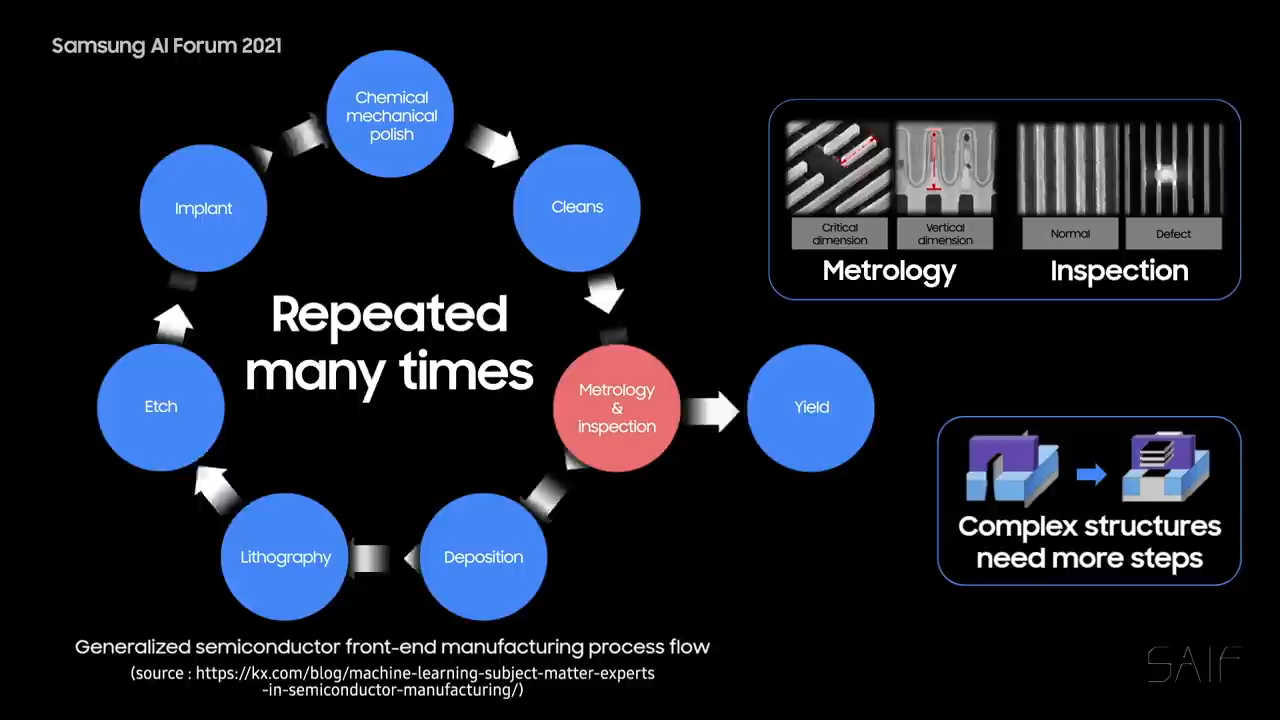 Samsung AI Forum 2021
Chemical
mechanical
polish
Implant
Cleans
Repeated
many times
Etch
Metrology
&
inspection
Yield
Lithography
Deposition
Critical
dimension
Vertical
dimension
Normal
Defect
Metrology
Inspection
Complex structures
need more steps
Generalized semiconductor front-end manufacturing process flow
(source : https://kx.com/blog/machine-learning-subject-matter-experts
-in-semiconductor-manufacturing/)
SAIF